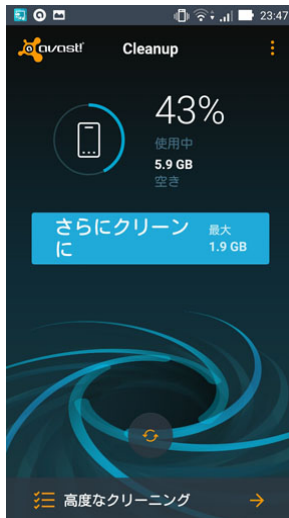 23:47
avast!
Cleanup
43%
使用中
5.9 GB
空き
さらにクリーン
に
最大
1.9 GB
高度なクリーニング